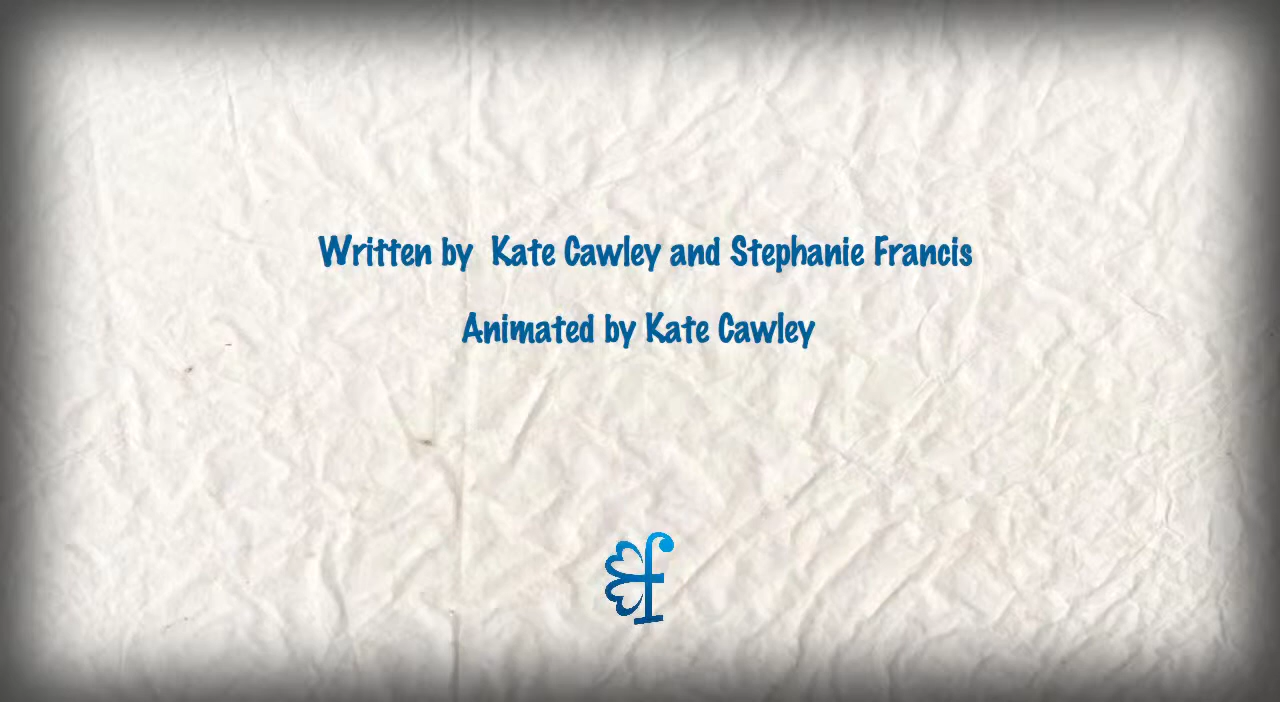 Written by  Kate Cawley and Stephanie Francis
Animated by Kate Cawley